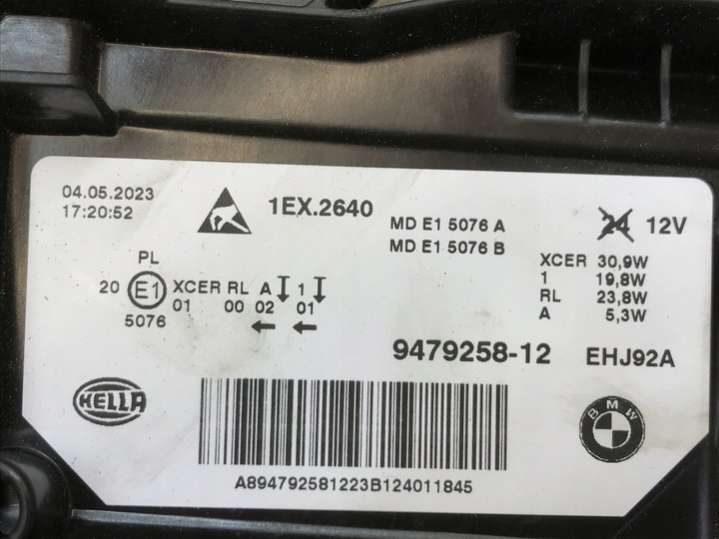 04.05.2023
17:20:52
1EX.2640
MD E1 5076 A
MD E1 5076 B
24 12V
PL
20 E1 XCER RL A 1
01 00 02 01
5076
XCER 30,9W
1 19,8W
RL 23,8W
A 5,3W
9479258-12 EHJ92A
HELLA
BMW
A894792581223B124011845